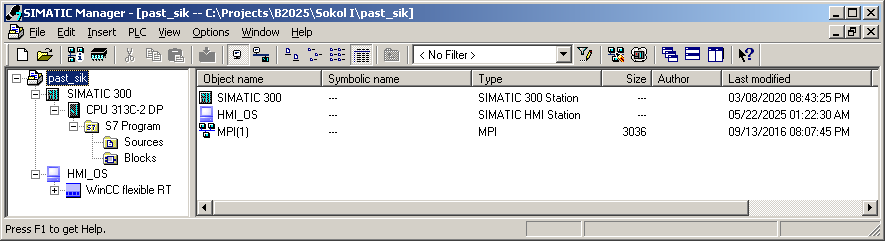 SIMATIC Manager - [past_sik -- C:\Projects\B2025\Sokol I\past_sik]
File Edit Insert PLC View Options Window Help
< No Filter >
past_sik
SIMATIC 300
CPU 313C-2 DP
S7 Program
Sources
Blocks
HMI_OS
WinCC flexible RT
Object name Symbolic name Type Size Author Last modified
SIMATIC 300 --- SIMATIC 300 Station --- 03/08/2020 08:43:25 PM
HMI_OS --- SIMATIC HMI Station --- 05/22/2025 01:22:30 AM
MPI(1) --- MPI 3036 09/13/2016 08:07:45 PM
Press F1 to get Help.